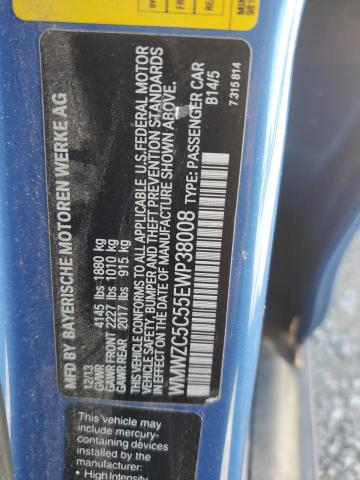 MFD BY BAYERISCHE MOTOREN WERKE AG
12/13
GVWR 4145 lbs 1880 kg
GAWR FRONT 2227 lbs 1010 kg
GAWR REAR 2017 lbs 915 kg
THIS VEHICLE CONFORMS TO ALL APPLICABLE U.S.FEDERAL MOTOR
VEHICLE SAFETY, BUMPER AND THEFT PREVENTION STANDARDS
IN EFFECT ON THE DATE OF MANUFACTURE SHOWN ABOVE.
WMWZC5C55EWP38008 TYPE: PASSENGER CAR
B14/5
7 315 814
This vehicle may
include mercury-
containing devices
installed by the
manufacturer:
• High Intensity